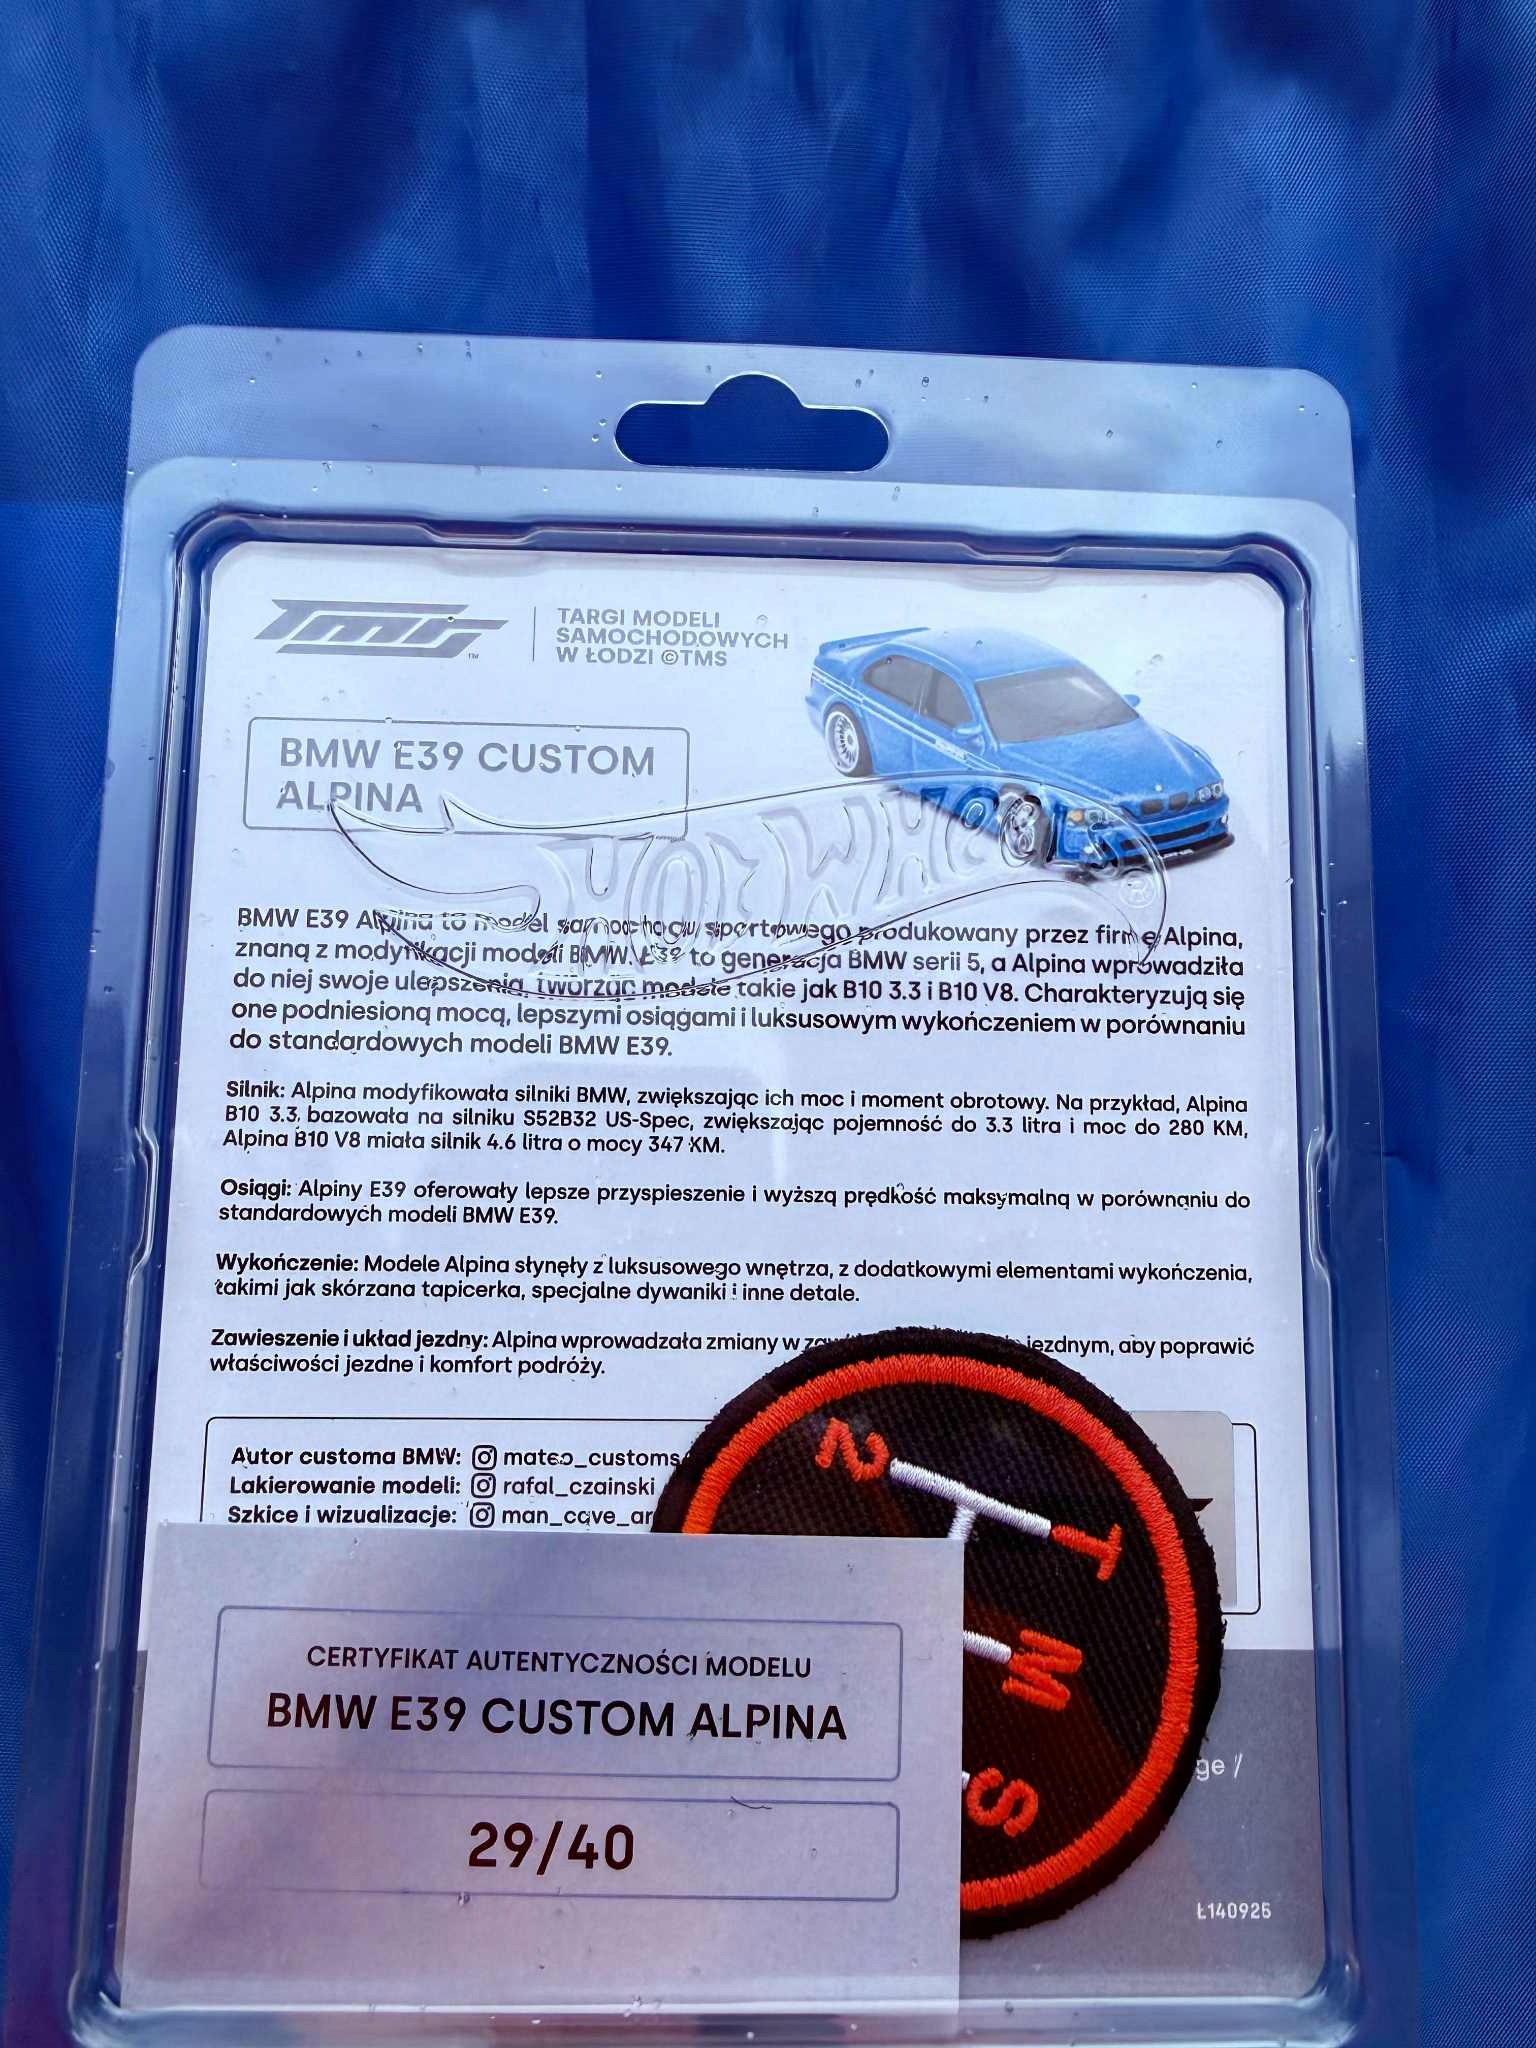 TMS ™
TARGI MODELI
SAMOCHODOWYCH
W ŁODZI ©TMS
BMW E39 CUSTOM
ALPINA
HOT WHEELS ®
BMW E39 Alpina to model samochodu sportowego produkowany przez firmę Alpina,
znaną z modyfikacji modeli BMW. E39 to generacja BMW serii 5, a Alpina wprowadziła
do niej swoje ulepszenia, tworząc modele takie jak B10 3.3 i B10 V8. Charakteryzują się
one podniesioną mocą, lepszymi osiągami i luksusowym wykończeniem w porównaniu
do standardowych modeli BMW E39.
Silnik: Alpina modyfikowała silniki BMW, zwiększając ich moc i moment obrotowy. Na przykład, Alpina
B10 3.3 bazowała na silniku S52B32 US-Spec, zwiększając pojemność do 3.3 litra i moc do 280 KM,
Alpina B10 V8 miała silnik 4.6 litra o mocy 347 KM.
Osiągi: Alpiny E39 oferowały lepsze przyspieszenie i wyższą prędkość maksymalną w porównaniu do
standardowych modeli BMW E39.
Wykończenie: Modele Alpina słynęły z luksusowego wnętrza, z dodatkowymi elementami wykończenia,
takimi jak skórzana tapicerka, specjalne dywaniki i inne detale.
Zawieszenie i układ jezdny: Alpina wprowadzała zmiany w jezdnym, aby poprawić
właściwości jezdne i komfort podróży.
Autor customa BMW: mateo_customs
Lakierowanie modeli: rafal_czainski
Szkice i wizualizacje: man_cave_ar
2 T
M
S
CERTYFIKAT AUTENTYCZNOŚCI MODELU
BMW E39 CUSTOM ALPINA
29/40
ge /
Ł140925